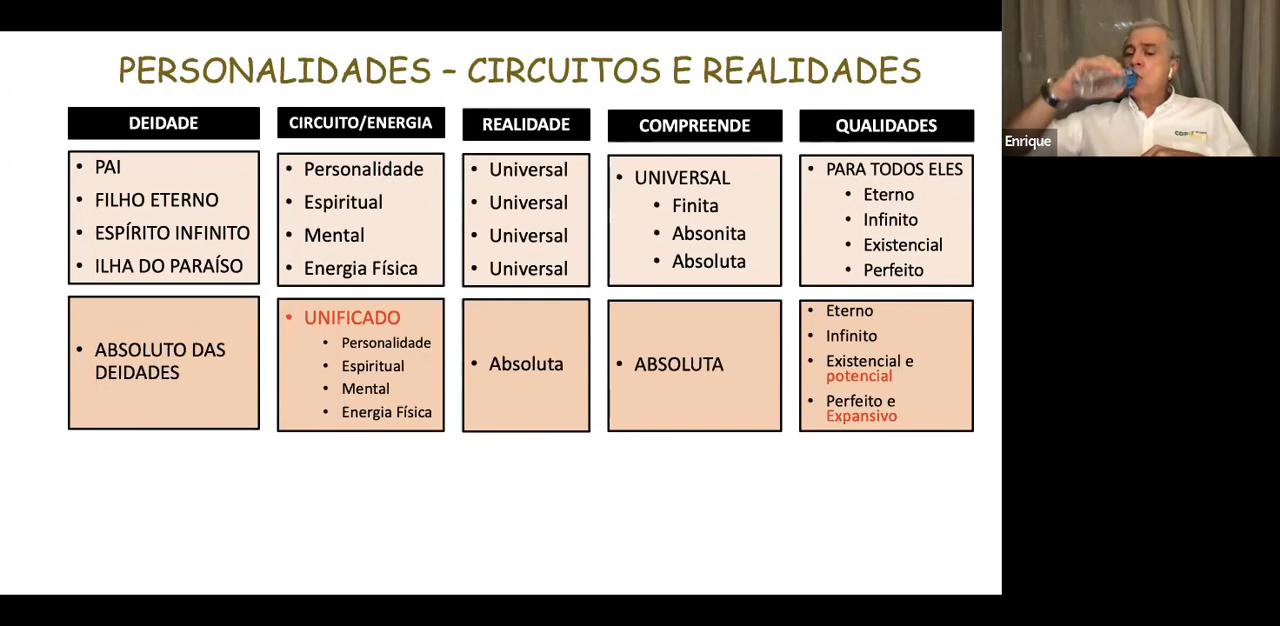 PERSONALIDADES – CIRCUITOS E REALIDADES
DEIDADE
• PAI
• FILHO ETERNO
• ESPÍRITO INFINITO
• ILHA DO PARAÍSO
• ABSOLUTO DAS
DEIDADES
CIRCUITO/ENERGIA
• Personalidade
• Espiritual
• Mental
• Energia Física
• UNIFICADO
• Personalidade
• Espiritual
• Mental
• Energia Física
REALIDADE
• Universal
• Universal
• Universal
• Universal
• Absoluta
COMPREENDE
• UNIVERSAL
• Finita
• Absonita
• Absoluta
• ABSOLUTA
QUALIDADES
• PARA TODOS ELES
• Eterno
• Infinito
• Existencial
• Perfeito
• Eterno
• Infinito
• Existencial e
potencial
• Perfeito e
Expansivo
Enrique